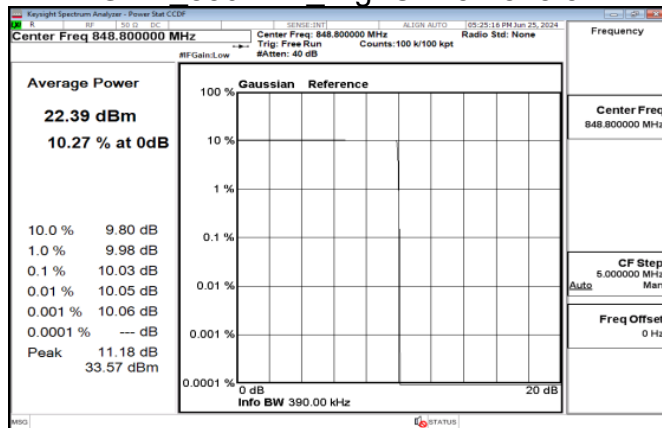 Keysight Spectrum Analyzer - Power Stat CCDF
R RF 50 Ω DC SENSE:INT ALIGN AUTO 05:25:16 PM Jun 25, 2024
Center Freq 848.800000 MHz
Center Freq: 848.800000 MHz
Radio Std: None
Trig: Free Run Counts:100 k/100 kpt
#IFGain:Low #Atten: 40 dB
Frequency
Average Power
22.39 dBm
10.27 % at 0dB
10.0 % 9.80 dB
1.0 % 9.98 dB
0.1 % 10.03 dB
0.01 % 10.05 dB
0.001 % 10.06 dB
0.0001 % --- dB
Peak 11.18 dB
33.57 dBm
Gaussian Reference
100 %
10 %
1 %
0.1 %
0.01 %
0.001 %
0.0001 %
0 dB 20 dB
Info BW 390.00 kHz
Center Freq
848.800000 MHz
CF Step
5.000000 MHz
Auto Man
Freq Offset
0 Hz
MSG STATUS